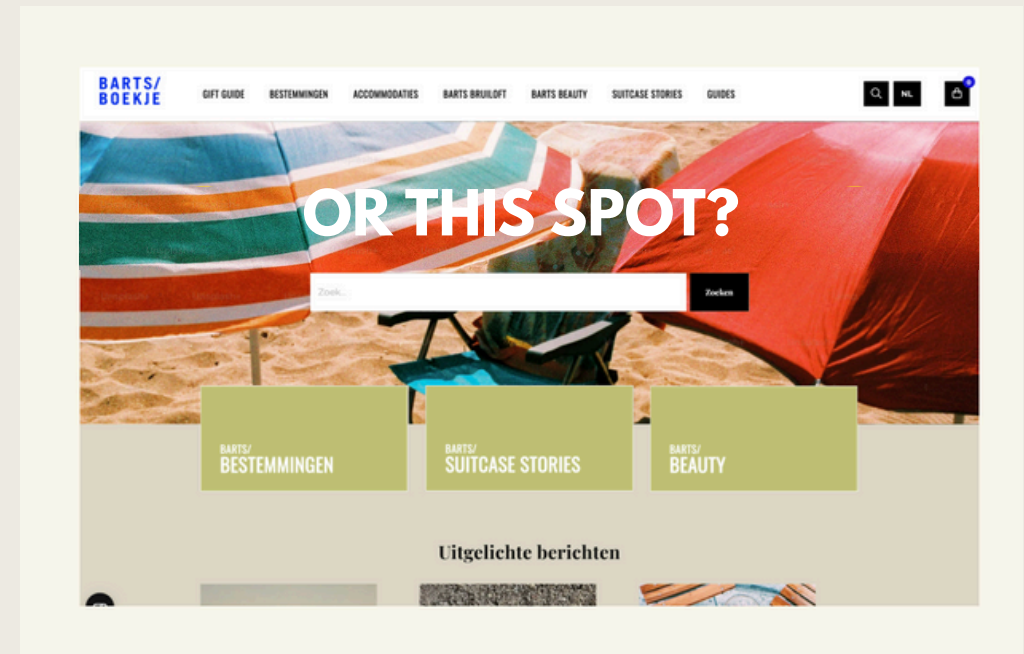 BARTS/
BOEKJE
GIFT GUIDE BESTEMMINGEN ACCOMMODATIES BARTS BRUILOFT BARTS BEAUTY SUITCASE STORIES GUIDES
NL
0
OR THIS SPOT?
Zoek...
Zoeken
BARTS/
BESTEMMINGEN
BARTS/
SUITCASE STORIES
BARTS/
BEAUTY
Uitgelichte berichten